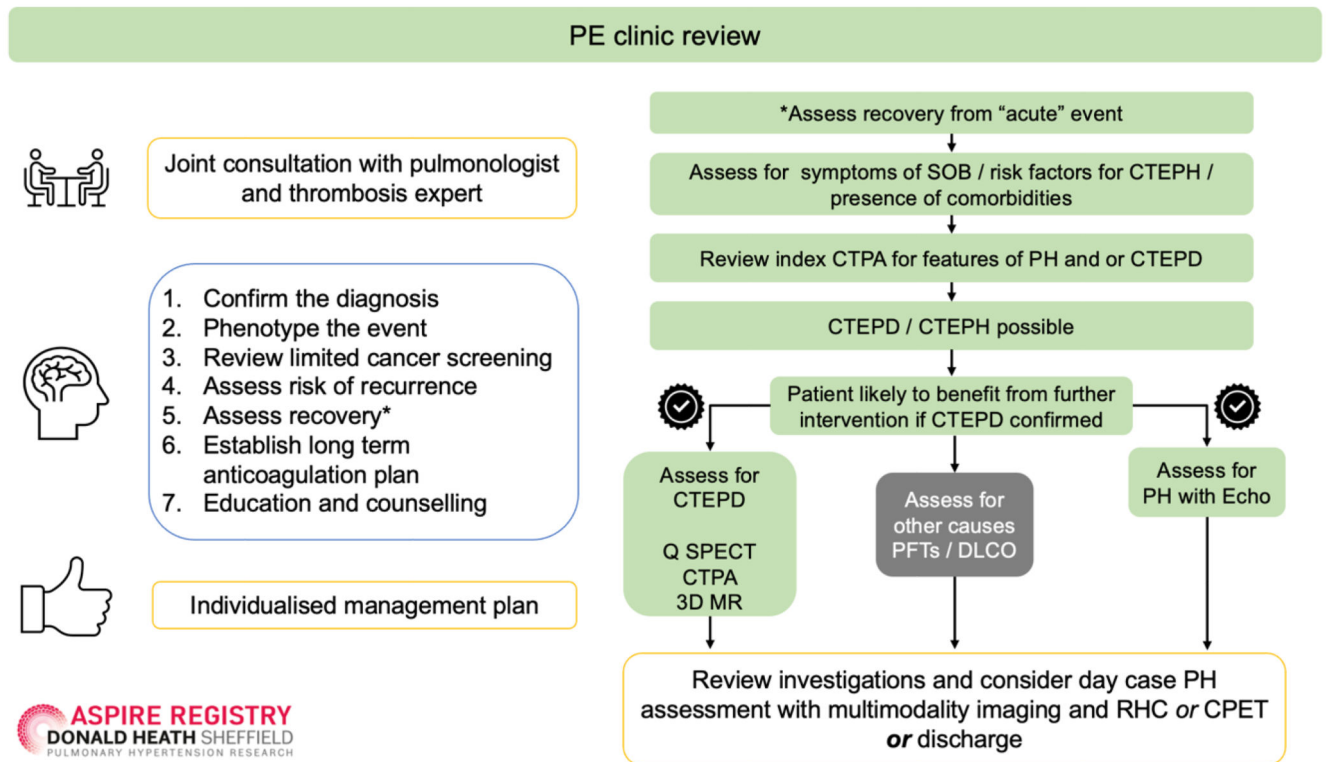 PE clinic review
Joint consultation with pulmonologist
and thrombosis expert
1. Confirm the diagnosis
2. Phenotype the event
3. Review limited cancer screening
4. Assess risk of recurrence
5. Assess recovery*
6. Establish long term
anticoagulation plan
7. Education and counselling
Individualised management plan
ASPIRE REGISTRY
DONALD HEATH SHEFFIELD
PULMONARY HYPERTENSION RESEARCH
*Assess recovery from “acute” event
Assess for symptoms of SOB / risk factors for CTEPH /
presence of comorbidities
Review index CTPA for features of PH and or CTEPD
CTEPD / CTEPH possible
Patient likely to benefit from further
intervention if CTEPD confirmed
Assess for
CTEPD
Q SPECT
CTPA
3D MR
Assess for
other causes
PFTs / DLCO
Assess for
PH with Echo
Review investigations and consider day case PH
assessment with multimodality imaging and RHC or CPET
or discharge